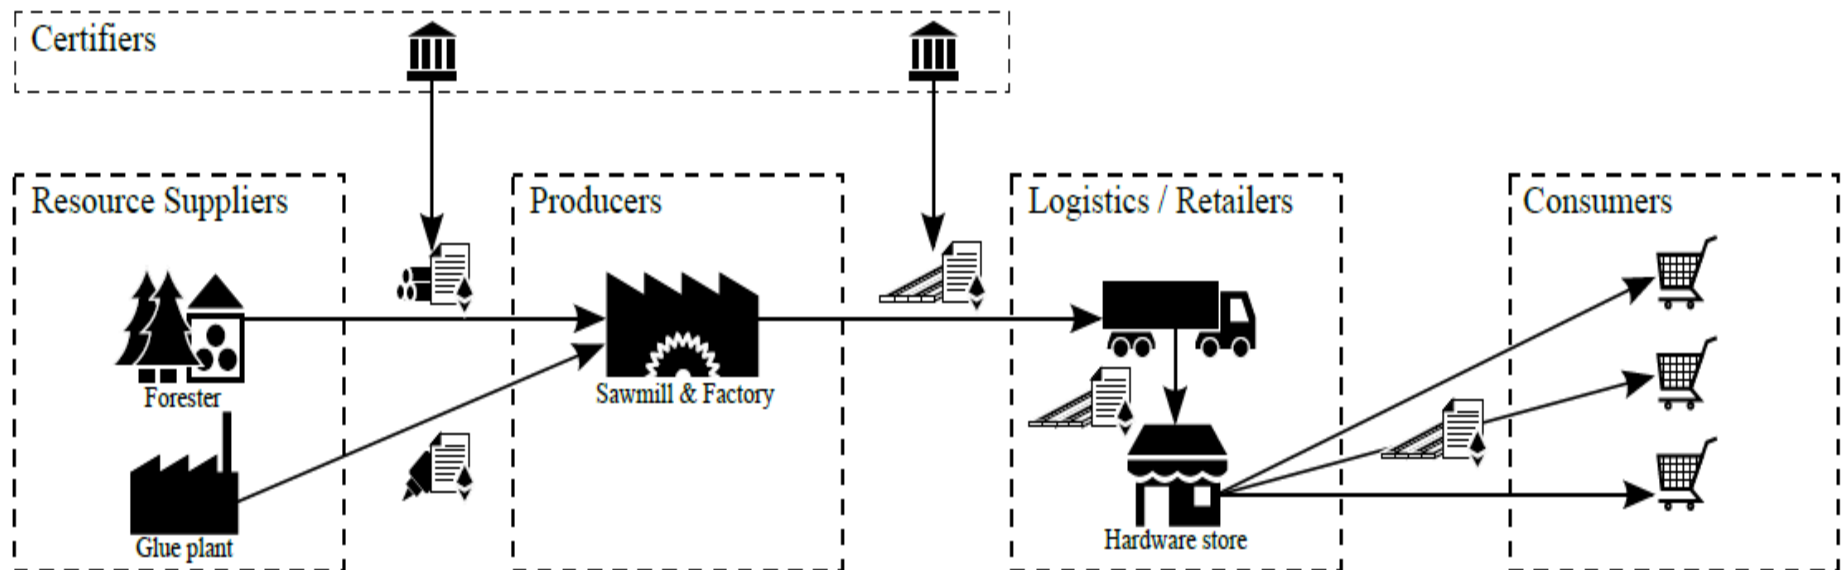 Certifiers
Resource Suppliers
Producers
Logistics / Retailers
Consumers
Forester
Sawmill & Factory
Glue plant
Hardware store